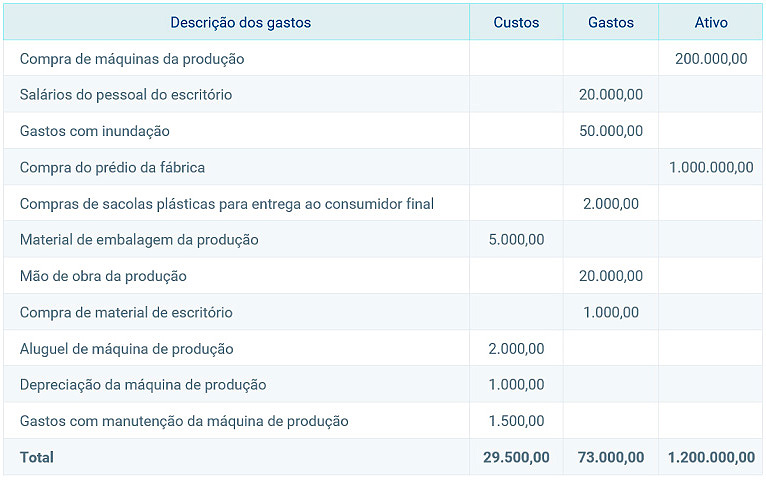 Descrição dos gastos Custos Gastos Ativo
Compra de máquinas da produção 200.000,00
Salários do pessoal do escritório 20.000,00
Gastos com inundação 50.000,00
Compra do prédio da fábrica 1.000.000,00
Compras de sacolas plásticas para entrega ao consumidor final 2.000,00
Material de embalagem da produção 5.000,00
Mão de obra da produção 20.000,00
Compra de material de escritório 1.000,00
Aluguel de máquina de produção 2.000,00
Depreciação da máquina de produção 1.000,00
Gastos com manutenção da máquina de produção 1.500,00
Total 29.500,00 73.000,00 1.200.000,00